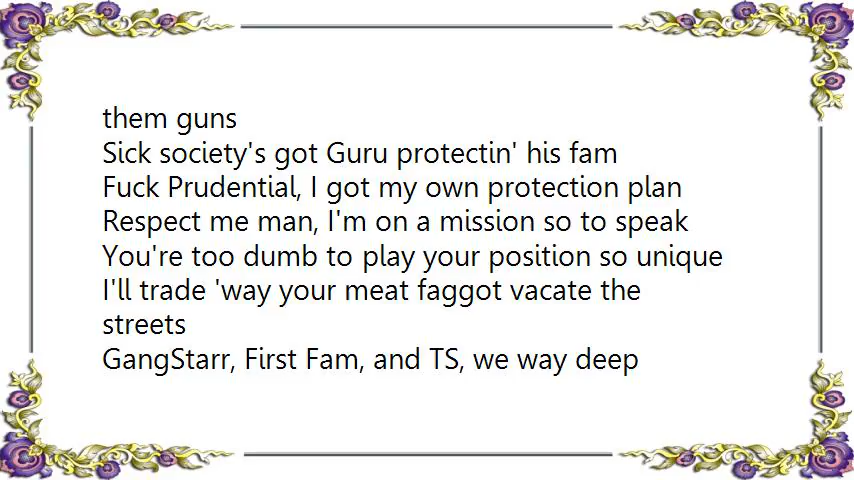 them guns
Sick society's got Guru protectin' his fam
Fuck Prudential, I got my own protection plan
Respect me man, I'm on a mission so to speak
You're too dumb to play your position so unique
I'll trade 'way your meat faggot vacate the
streets
GangStarr, First Fam, and TS, we way deep